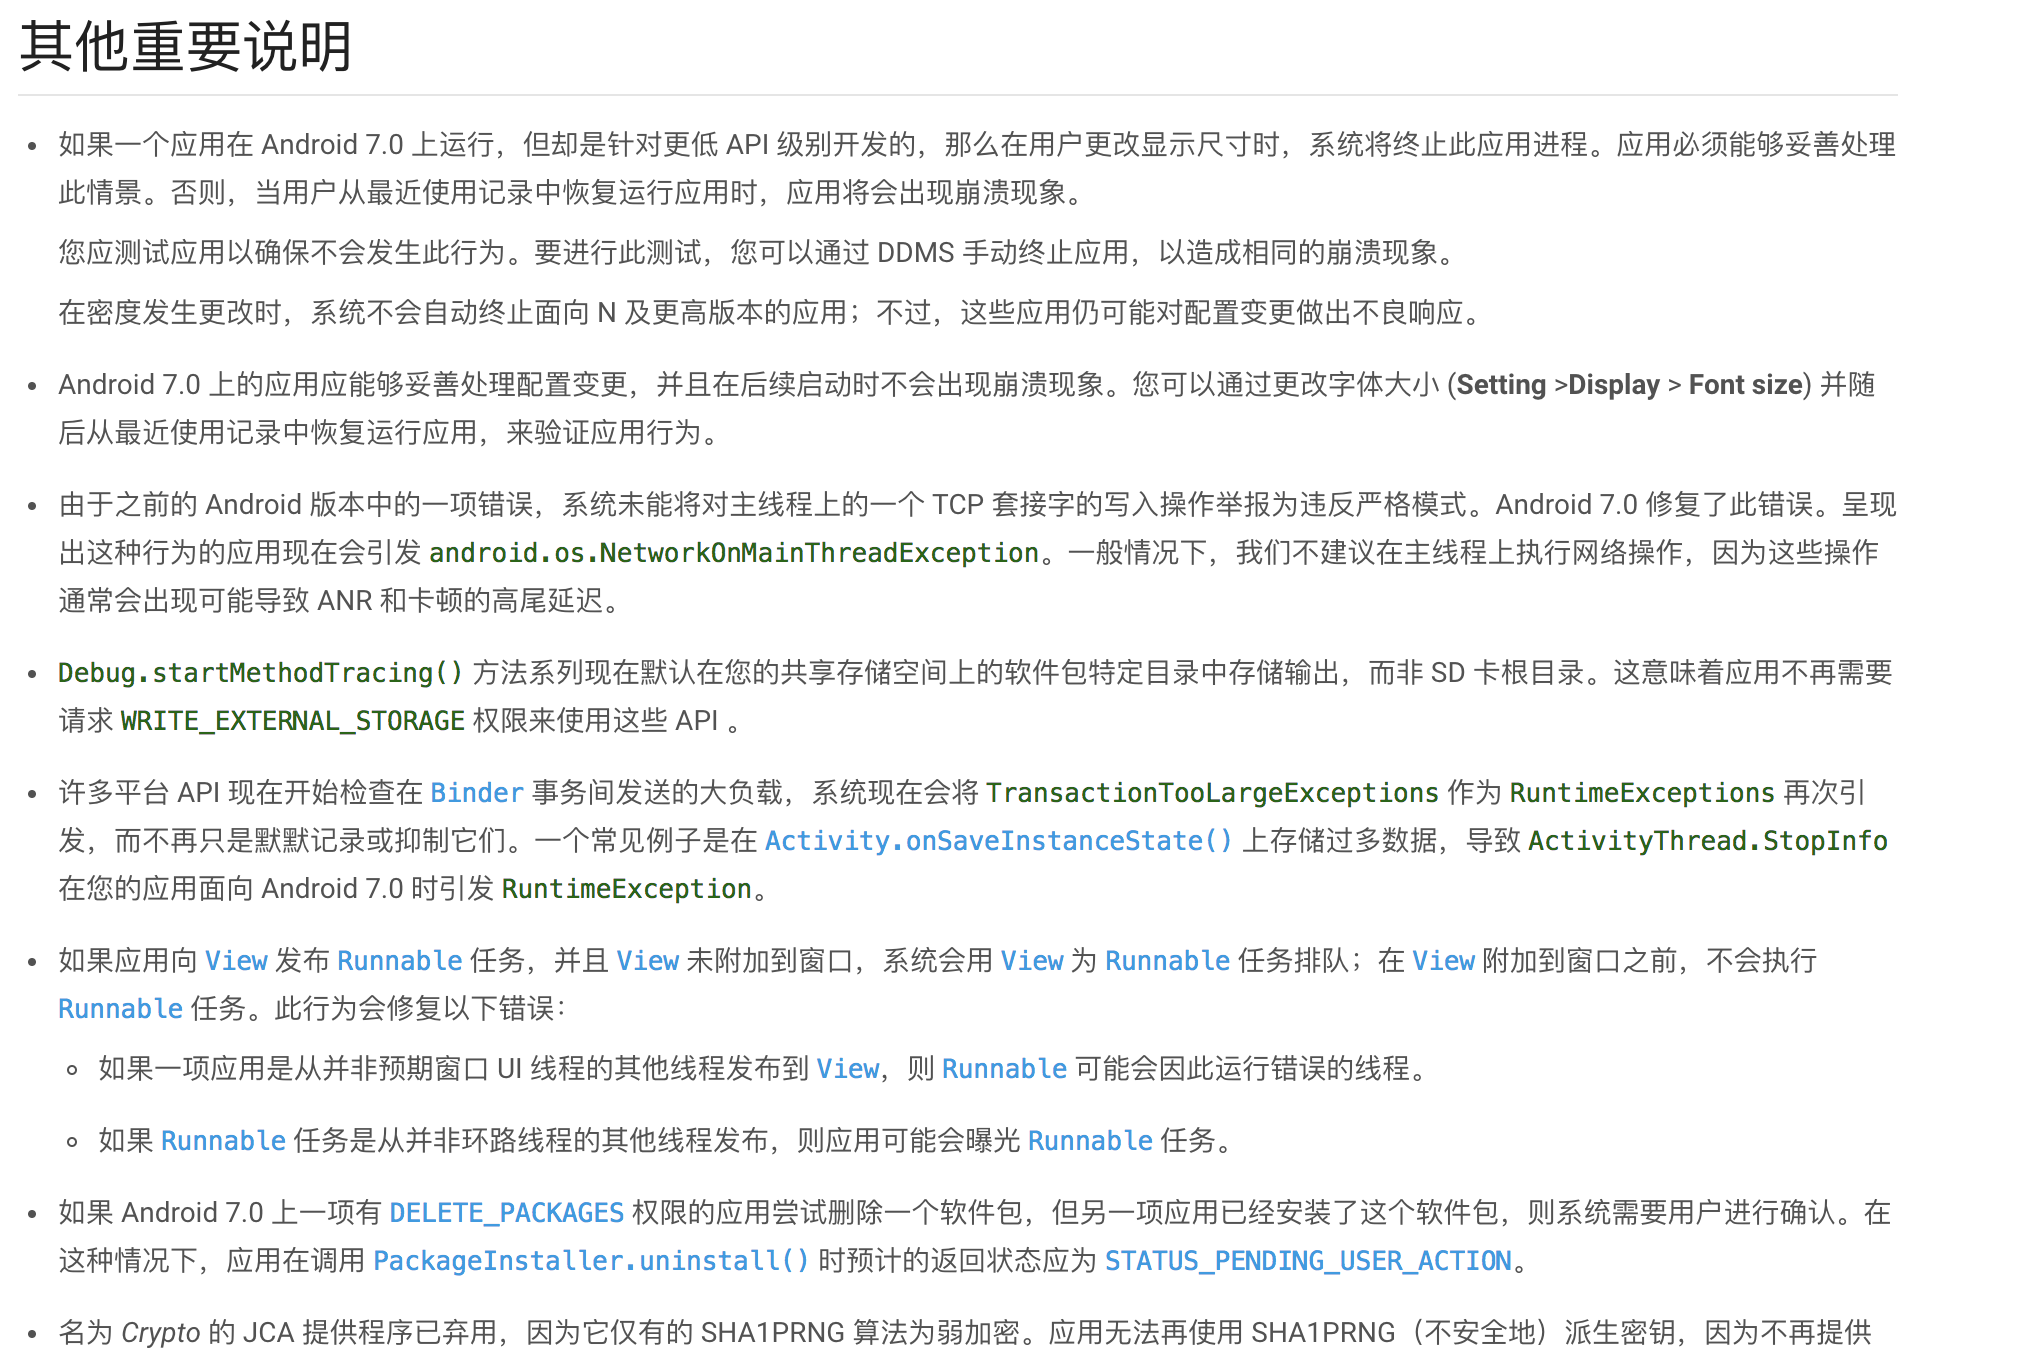 其他重要说明
如果一个应用在 Android 7.0 上运行，但却是针对更低 API 级别开发的，那么在用户更改显示尺寸时，系统将终止此应用进程。应用必须能够妥善处理
此情景。否则，当用户从最近使用记录中恢复运行应用时，应用将会出现崩溃现象。
您应测试应用以确保不会发生此行为。要进行此测试，您可以通过 DDMS 手动终止应用，以造成相同的崩溃现象。
在密度发生更改时，系统不会自动终止面向 N 及更高版本的应用；不过，这些应用仍可能对配置变更做出不良响应。
Android 7.0 上的应用应能够妥善处理配置变更，并且在后续启动时不会出现崩溃现象。您可以通过更改字体大小 (Setting >Display > Font size) 并随
后从最近使用记录中恢复运行应用，来验证应用行为。
由于之前的 Android 版本中的一项错误，系统未能将对主线程上的一个 TCP 套接字的写入操作举报为违反严格模式。Android 7.0 修复了此错误。呈现
出这种行为的应用现在会引发 android.os.NetworkOnMainThreadException。一般情况下，我们不建议在主线程上执行网络操作，因为这些操作
通常会出现可能导致 ANR 和卡顿的高尾延迟。
Debug.startMethodTracing() 方法系列现在默认在您的共享存储空间上的软件包特定目录中存储输出，而非 SD 卡根目录。这意味着应用不再需要
请求 WRITE_EXTERNAL_STORAGE 权限来使用这些 API 。
许多平台 API 现在开始检查在 Binder 事务间发送的大负载，系统现在会将 TransactionTooLargeExceptions 作为 RuntimeExceptions 再次引
发，而不再只是默默记录或抑制它们。一个常见例子是在 Activity.onSaveInstanceState() 上存储过多数据，导致 ActivityThread.StopInfo
在您的应用面向 Android 7.0 时引发 RuntimeException。
如果应用向 View 发布 Runnable 任务，并且 View 未附加到窗口，系统会用 View 为 Runnable 任务排队；在 View 附加到窗口之前，不会执行
Runnable 任务。此行为会修复以下错误：
如果一项应用是从并非预期窗口 UI 线程的其他线程发布到 View，则 Runnable 可能会因此运行错误的线程。
如果 Runnable 任务是从并非环路线程的其他线程发布，则应用可能会曝光 Runnable 任务。
如果 Android 7.0 上一项有 DELETE_PACKAGES 权限的应用尝试删除一个软件包，但另一项应用已经安装了这个软件包，则系统需要用户进行确认。在
这种情况下，应用在调用 PackageInstaller.uninstall() 时预计的返回状态应为 STATUS_PENDING_USER_ACTION。
名为 Crypto 的 JCA 提供程序已弃用，因为它仅有的 SHA1PRNG 算法为弱加密。应用无法再使用 SHA1PRNG（不安全地）派生密钥，因为不再提供